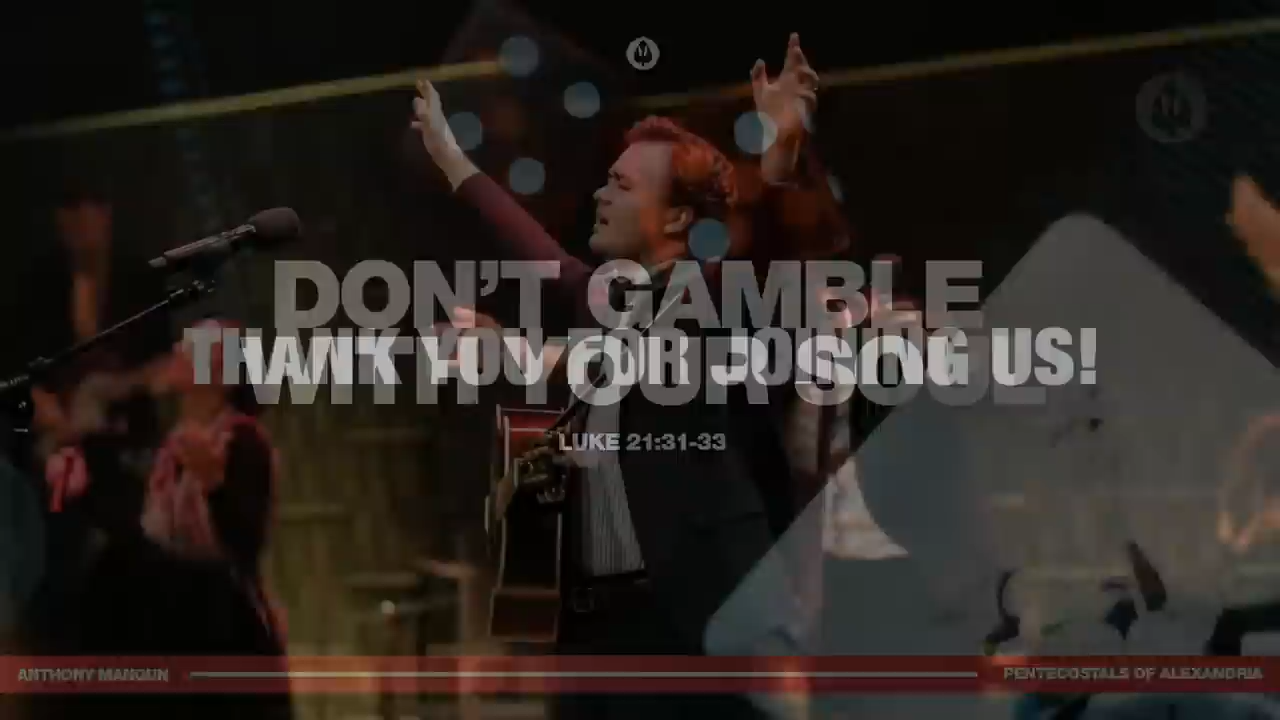 DON'T GAMBLE
WITH YOUR SOUL
THANK YOU FOR JOINING US!
LUKE 21:31-33
ANTHONY MANGUN
PENTECOSTALS OF ALEXANDRIA